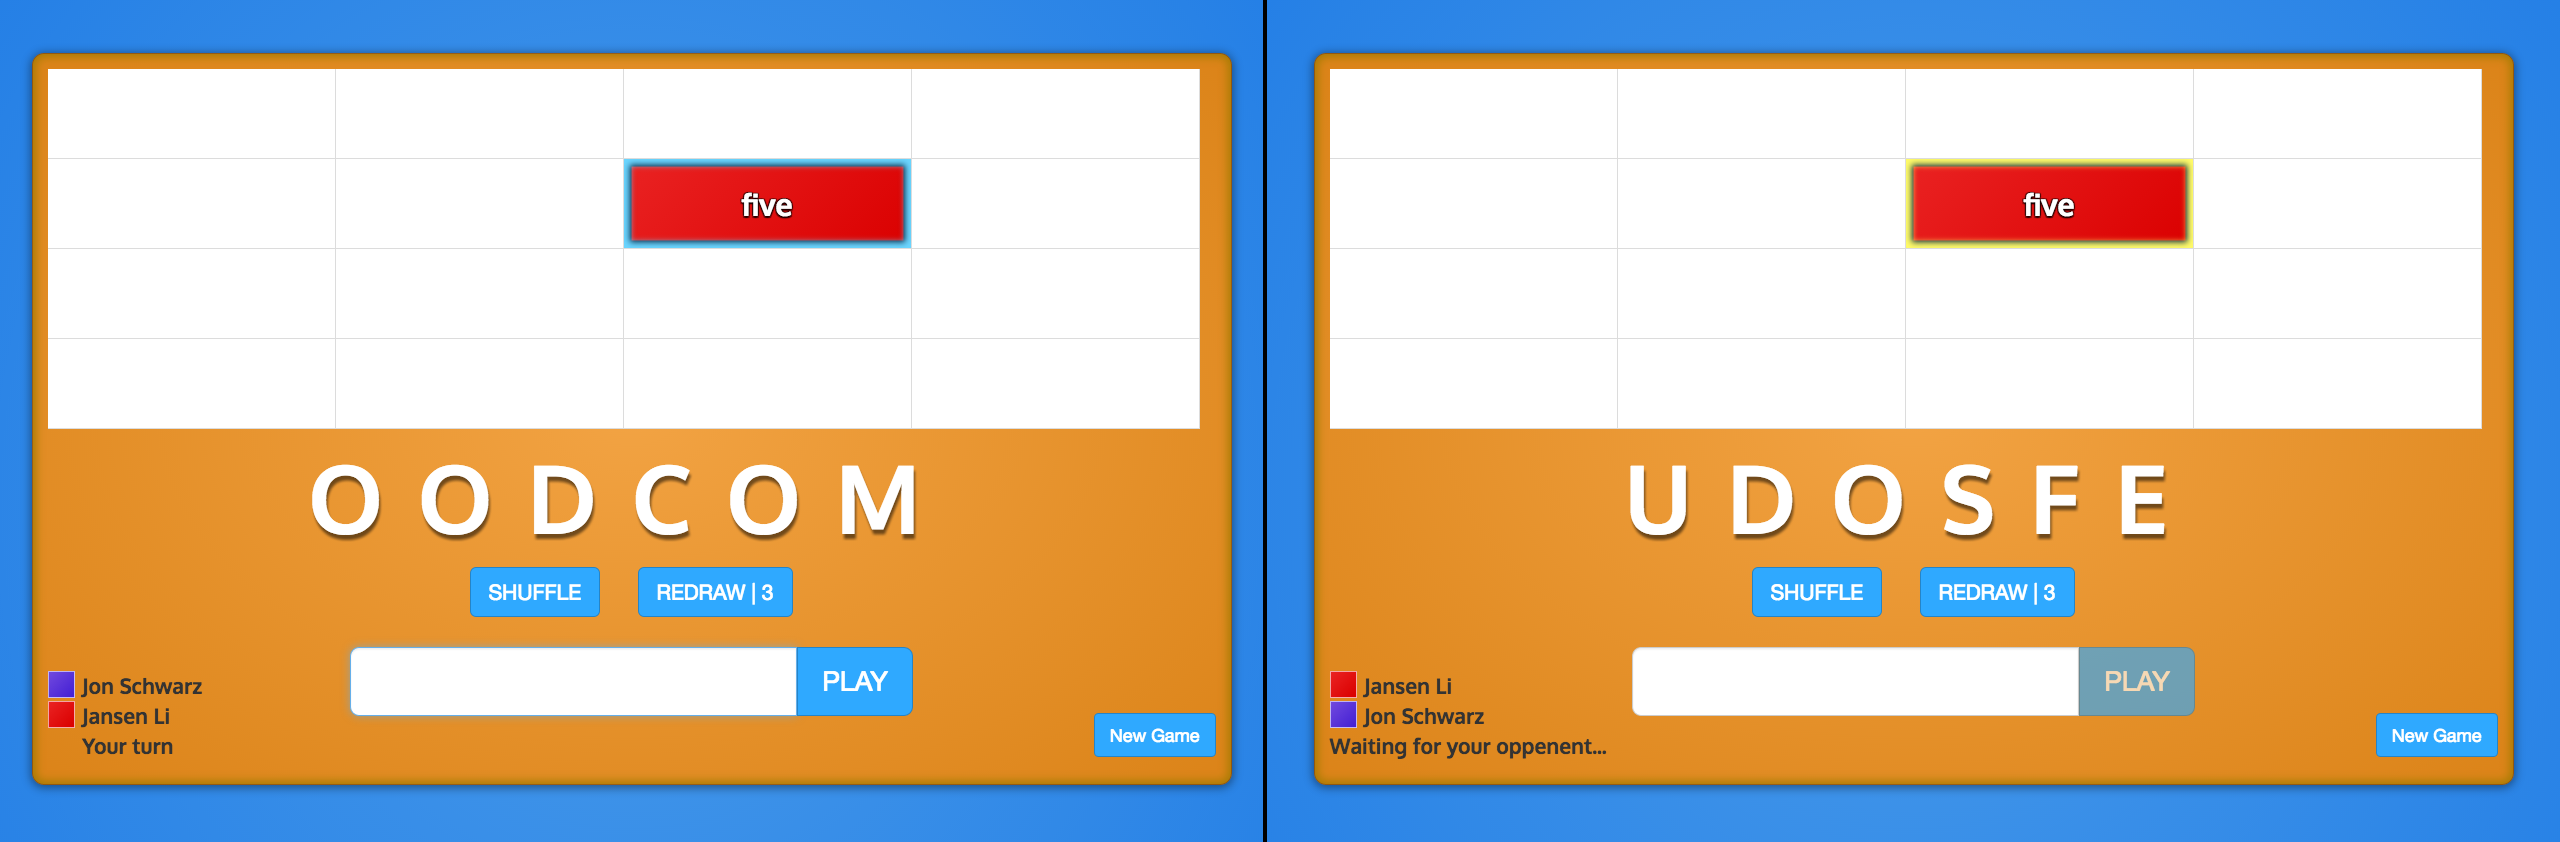 five
O O D C O M
SHUFFLE
REDRAW | 3
PLAY
Jon Schwarz
Jansen Li
Your turn
New Game
five
U D O S F E
SHUFFLE
REDRAW | 3
PLAY
Jansen Li
Jon Schwarz
Waiting for your oppenent...
New Game